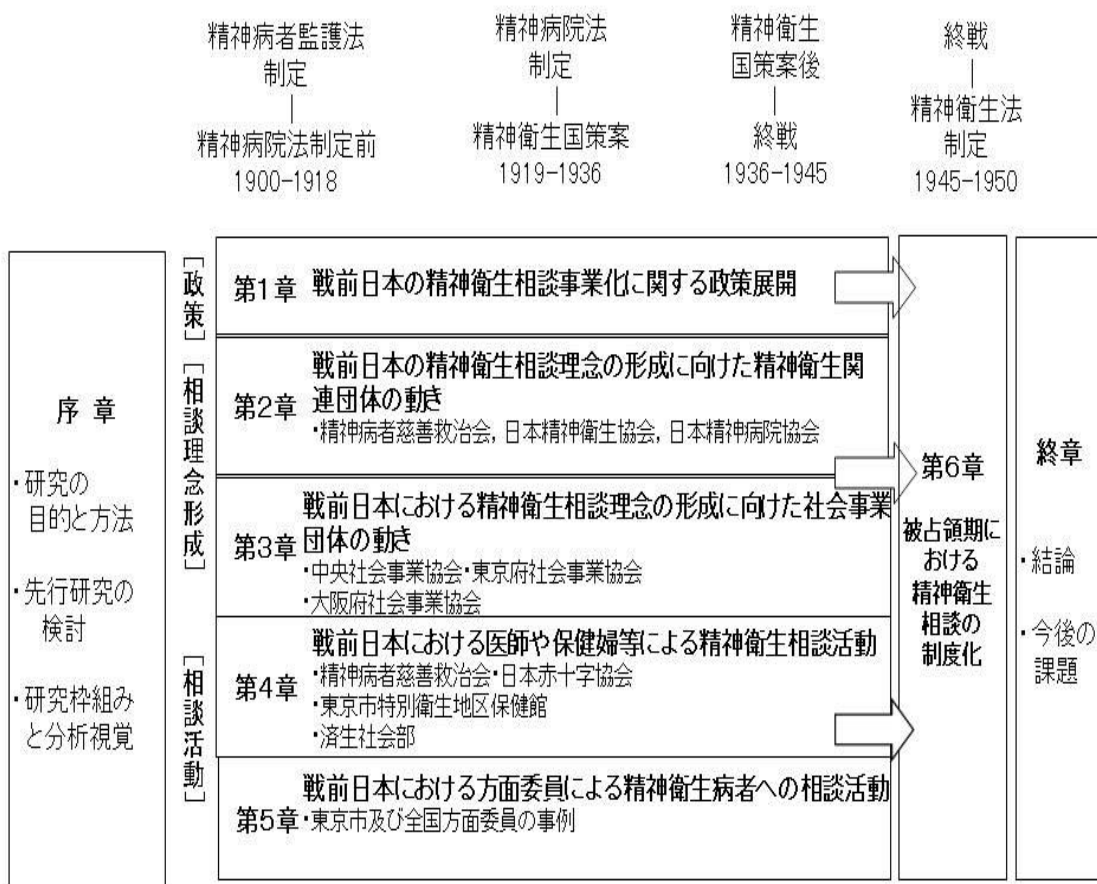 精神病者監護法
制定
|
精神病院法制定前
1900-1918
精神病院法
制定
|
精神衛生国策案
1919-1936
精神衛生
国策案後
|
終戦
1936-1945
終戦
|
精神衛生法
制定
1945-1950
序 章
・研究の
目的と方法
・先行研究の
検討
・研究枠組み
と分析視覚
[政策]
第1章 戦前日本の精神衛生相談事業化に関する政策展開
[相談理念形成]
第2章
戦前日本の精神衛生相談理念の形成に向けた精神衛生関
連団体の動き
・精神病者慈善救治会, 日本精神衛生協会, 日本精神病院協会
第3章
戦前日本における精神衛生相談理念の形成に向けた社会事業
団体の動き
・中央社会事業協会・東京府社会事業協会
・大阪府社会事業協会
[相談活動]
第4章
戦前日本における医師や保健婦等による精神衛生相談活動
・精神病者慈善救治会・日本赤十字協会
・東京市特別衛生地区保健館
・済生社会部
戦前日本における方面委員による精神衛生病者への相談活動
第5章 ・東京市及び全国方面委員の事例
第6章
被占領期に
おける
精神衛生
相談の
制度化
終章
・結論
・今後の
課題